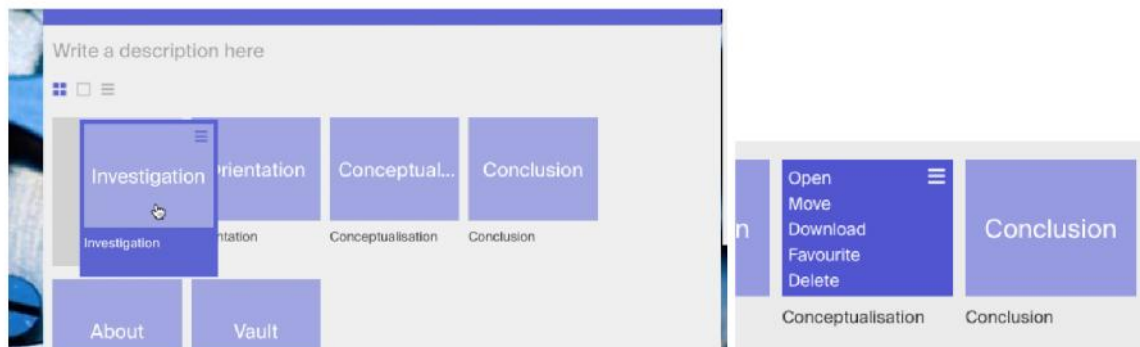 Write a description here
Investigation
rientation
Conceptual...
Conclusion
Investigation
ntation
Conceptualisation
Conclusion
About
Vault
n
Open
Move
Download
Favourite
Delete
Conclusion
Conceptualisation
Conclusion